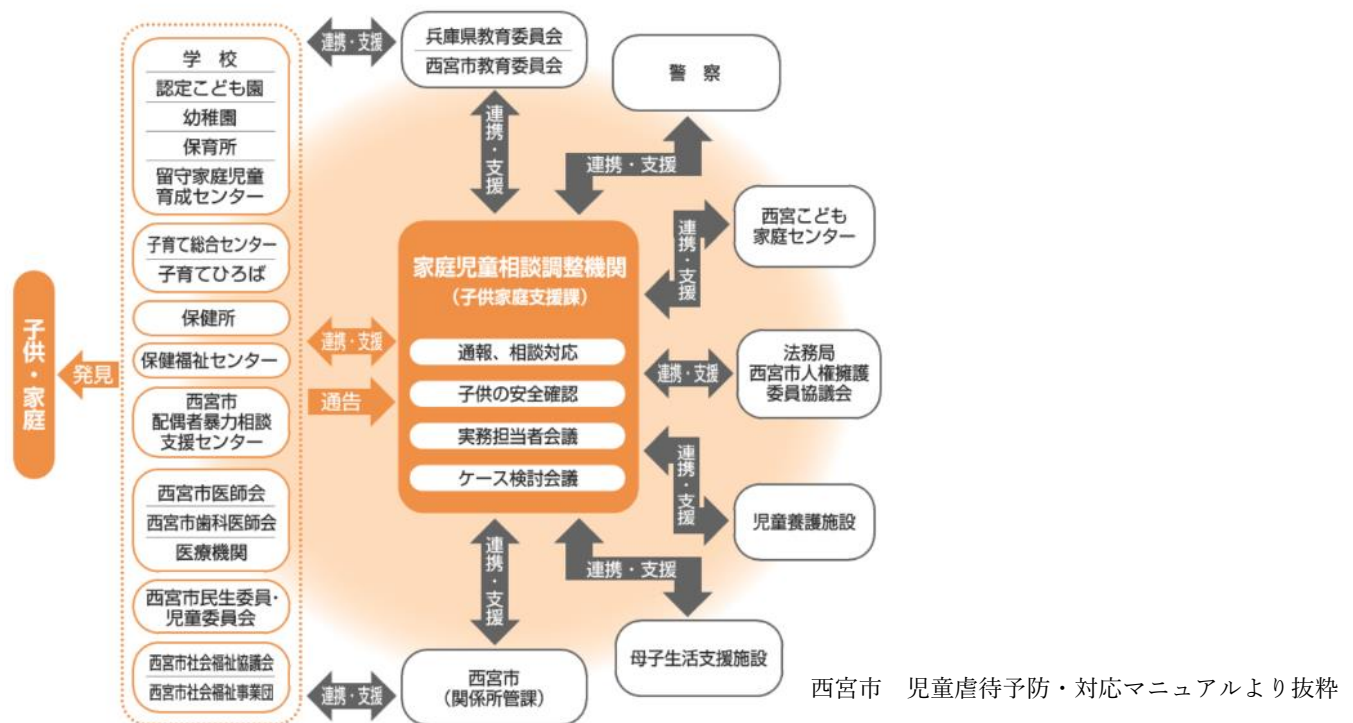 子供・家庭
発見
学 校
認定こども園
幼稚園
保育所
留守家庭児童
育成センター
子育て総合センター
子育てひろば
保健所
保健福祉センター
西宮市
配偶者暴力相談
支援センター
西宮市医師会
西宮市歯科医師会
医療機関
西宮市民生委員・
児童委員会
西宮市社会福祉協議会
西宮市社会福祉事業団
連携・支援
連携・支援
通告
連携・支援
兵庫県教育委員会
西宮市教育委員会
連携・支援
家庭児童相談調整機関
(子供家庭支援課)
通報、相談対応
子供の安全確認
実務担当者会議
ケース検討会議
連携・支援
西宮市
(関係所管課)
警 察
連携・支援
西宮こども
家庭センター
連携・支援
法務局
西宮市人権擁護
委員協議会
連携・支援
児童養護施設
連携・支援
母子生活支援施設
連携・支援
西宮市 児童虐待予防・対応マニュアルより抜粋